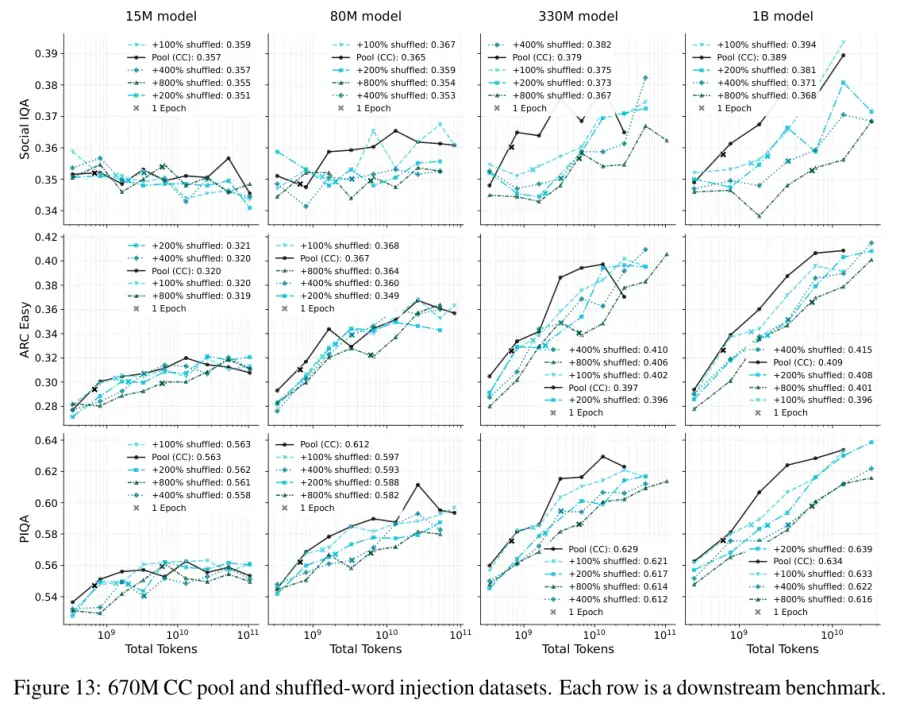 15M model
80M model
330M model
1B model
Social IQA
0.39
0.38
0.37
0.36
0.35
0.34
+100% shuffled: 0.359
Pool (CC): 0.357
+400% shuffled: 0.357
+800% shuffled: 0.355
+200% shuffled: 0.351
1 Epoch
+100% shuffled: 0.367
Pool (CC): 0.365
+200% shuffled: 0.359
+800% shuffled: 0.354
+400% shuffled: 0.353
1 Epoch
+400% shuffled: 0.382
Pool (CC): 0.379
+100% shuffled: 0.375
+200% shuffled: 0.373
+800% shuffled: 0.367
1 Epoch
+100% shuffled: 0.394
Pool (CC): 0.389
+200% shuffled: 0.381
+400% shuffled: 0.371
+800% shuffled: 0.368
1 Epoch
ARC Easy
0.42
0.40
0.38
0.36
0.34
0.32
0.30
0.28
+200% shuffled: 0.321
+400% shuffled: 0.320
Pool (CC): 0.320
+100% shuffled: 0.320
+800% shuffled: 0.319
1 Epoch
+100% shuffled: 0.368
Pool (CC): 0.367
+800% shuffled: 0.364
+400% shuffled: 0.360
+200% shuffled: 0.349
1 Epoch
+400% shuffled: 0.410
+800% shuffled: 0.406
+100% shuffled: 0.402
Pool (CC): 0.397
+200% shuffled: 0.396
1 Epoch
+400% shuffled: 0.415
Pool (CC): 0.409
+200% shuffled: 0.408
+800% shuffled: 0.401
+100% shuffled: 0.396
1 Epoch
PIQA
0.64
0.62
0.60
0.58
0.56
0.54
+100% shuffled: 0.563
Pool (CC): 0.563
+200% shuffled: 0.562
+800% shuffled: 0.561
+400% shuffled: 0.558
1 Epoch
Pool (CC): 0.612
+100% shuffled: 0.597
+400% shuffled: 0.593
+200% shuffled: 0.588
+800% shuffled: 0.582
1 Epoch
Pool (CC): 0.629
+100% shuffled: 0.621
+200% shuffled: 0.617
+800% shuffled: 0.614
+400% shuffled: 0.612
1 Epoch
+200% shuffled: 0.639
Pool (CC): 0.634
+100% shuffled: 0.633
+400% shuffled: 0.622
+800% shuffled: 0.616
1 Epoch
10⁹ 10¹⁰ 10¹¹
10⁹ 10¹⁰ 10¹¹
10⁹ 10¹⁰ 10¹¹
10⁹ 10¹⁰
Total Tokens
Total Tokens
Total Tokens
Total Tokens
Figure 13: 670M CC pool and shuffled-word injection datasets. Each row is a downstream benchmark.